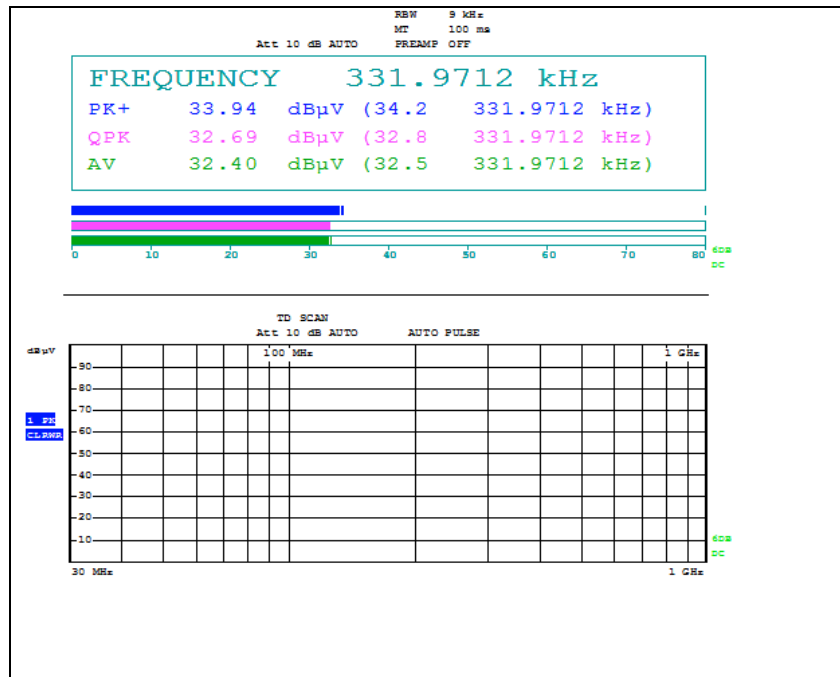 RBW 9 kHz
MT 100 ms
Att 10 dB AUTO PREAMP OFF
FREQUENCY 331.9712 kHz
PK+ 33.94 dBµV (34.2 331.9712 kHz)
QPK 32.69 dBµV (32.8 331.9712 kHz)
AV 32.40 dBµV (32.5 331.9712 kHz)
0 10 20 30 40 50 60 70 80
6DB
DC
TD SCAN
Att 10 dB AUTO AUTO PULSE
dBµV
100 MHz 1 GHz
90
80
70
1 PK
CLRWR
60
50
40
30
20
10
6DB
DC
30 MHz 1 GHz